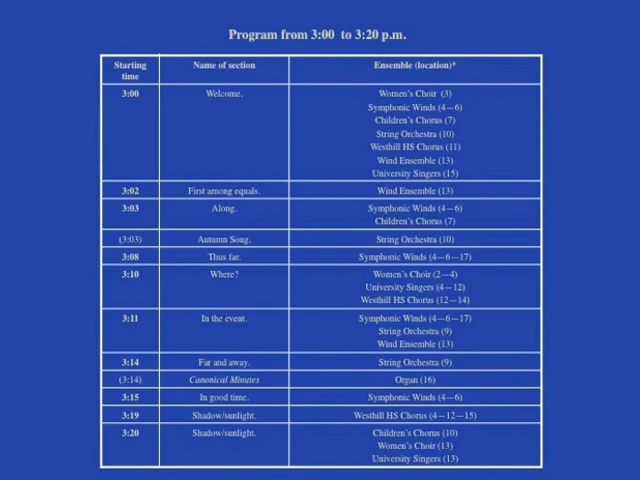 Program from 3:00 to 3:20 p.m.
Starting time Name of section Ensemble (location)*
3:00 Welcome. Women's Choir (3)
Symphonic Winds (4—6)
Children's Chorus (7)
String Orchestra (10)
Westhill HS Chorus (11)
Wind Ensemble (13)
University Singers (15)
3:02 First among equals. Wind Ensemble (13)
3:03 Along. Symphonic Winds (4—6)
Children's Chorus (7)
(3:03) Autumn Song. String Orchestra (10)
3:08 Thus far. Symphonic Winds (4—6—17)
3:10 Where? Women's Choir (2—4)
University Singers (4—12)
Westhill HS Chorus (12—14)
3:11 In the event. Symphonic Winds (4—6—17)
String Orchestra (9)
Wind Ensemble (13)
3:14 Far and away. String Orchestra (9)
(3:14) Canonical Minutes Organ (16)
3:15 In good time. Symphonic Winds (4—6)
3:19 Shadow/sunlight. Westhill HS Chorus (4—12—15)
3:20 Shadow/sunlight. Children's Chorus (10)
Women's Choir (13)
University Singers (13)